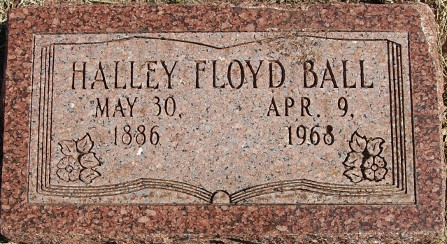 HALLEY FLOYD BALL
MAY 30, APR. 9,
1886 1968